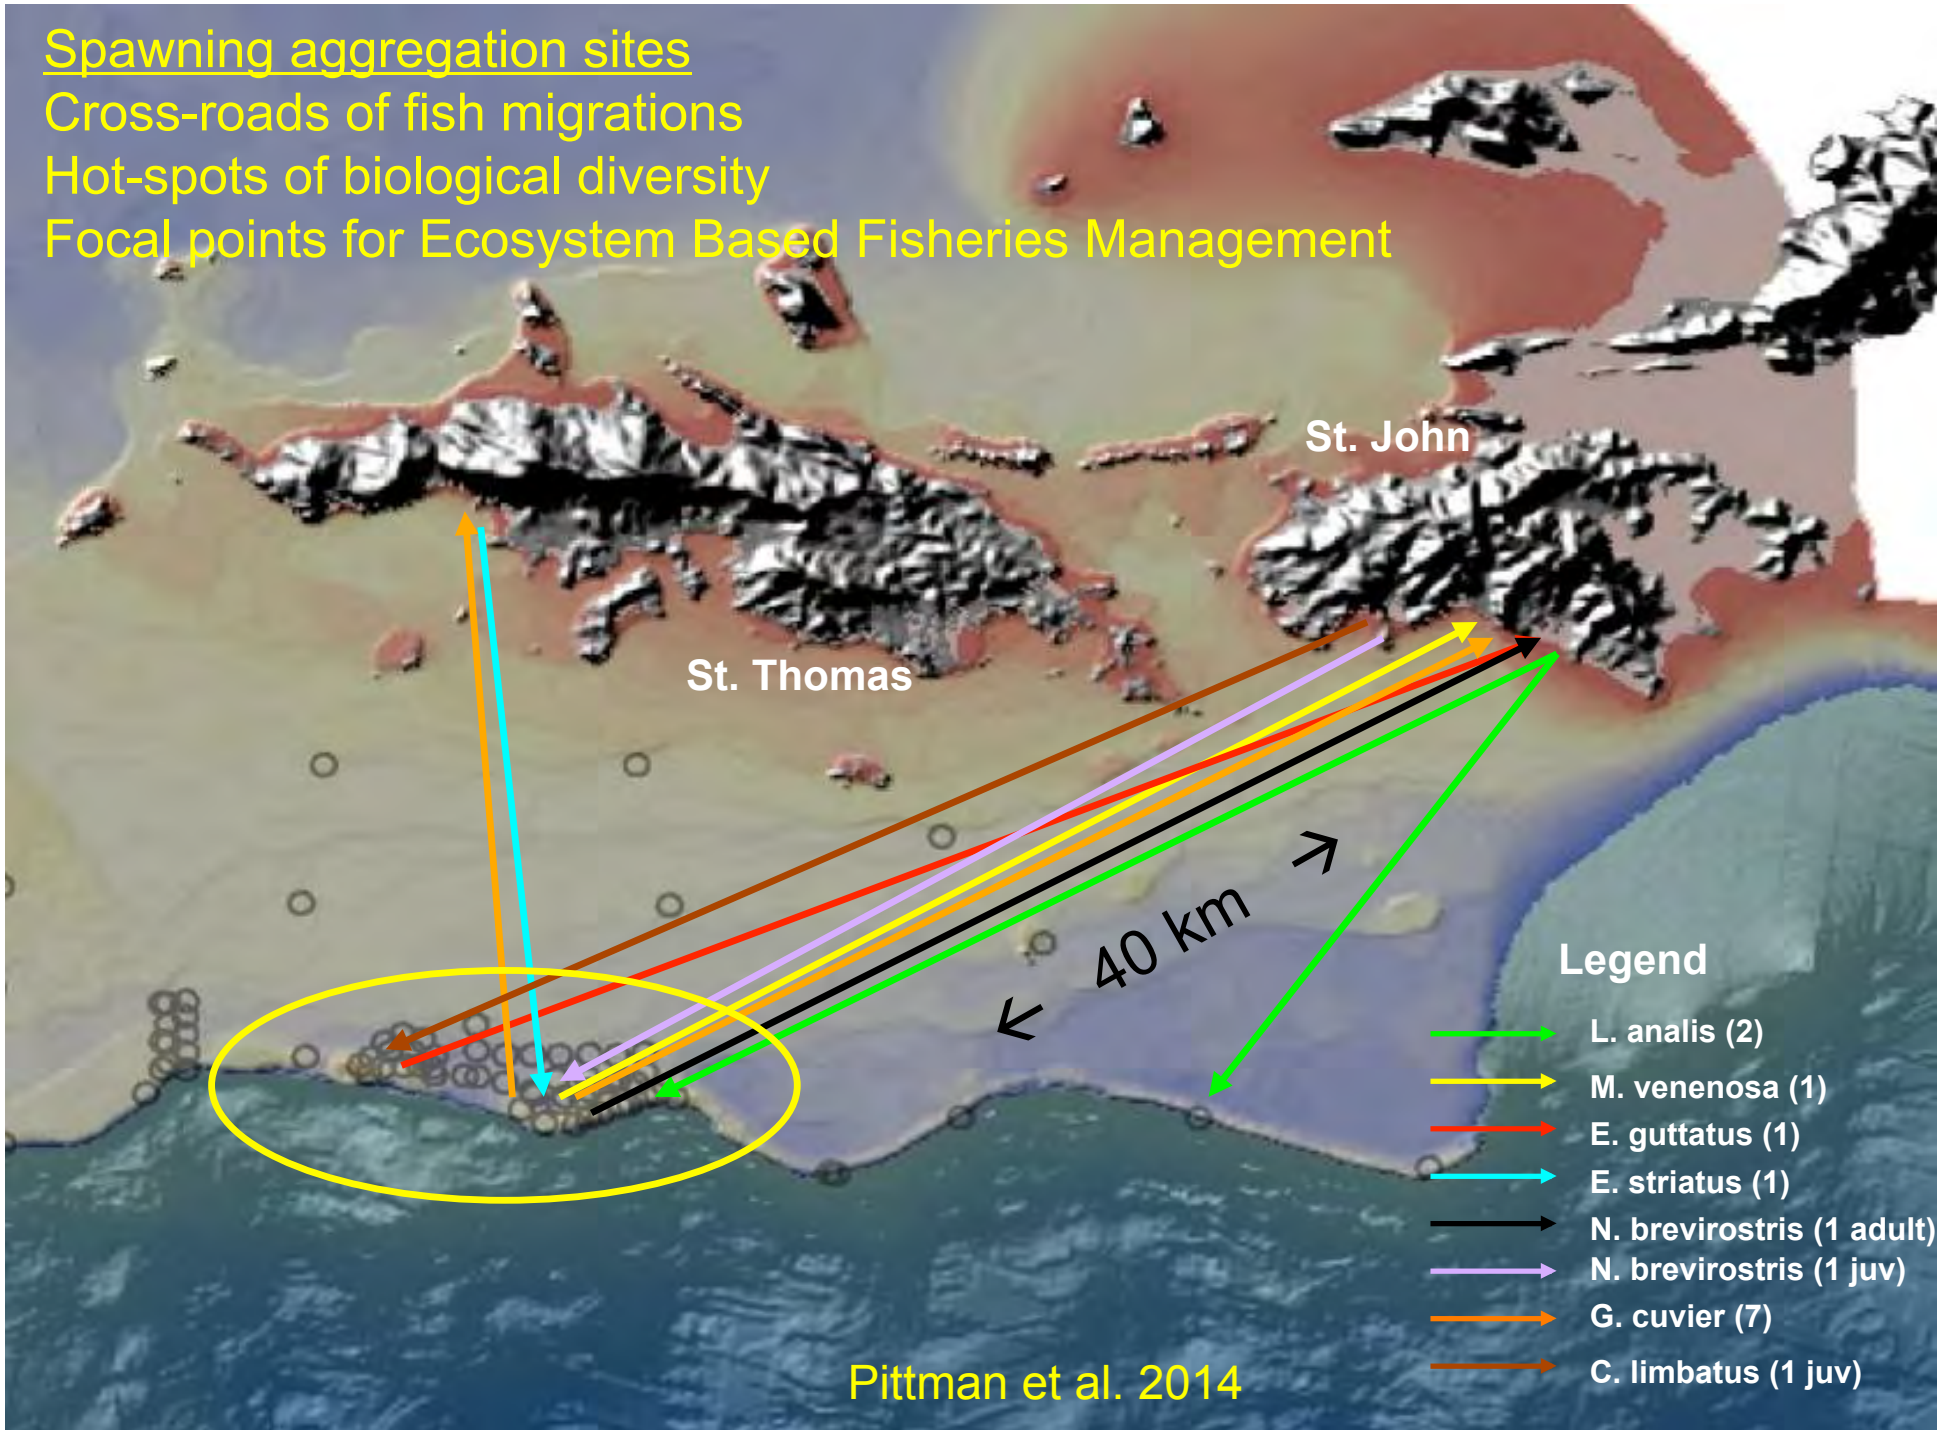 Spawning aggregation sites
Cross-roads of fish migrations
Hot-spots of biological diversity
Focal points for Ecosystem Based Fisheries Management
St. John
St. Thomas
40 km
Legend
L. analis (2)
M. venenosa (1)
E. guttatus (1)
E. striatus (1)
N. brevirostris (1 adult)
N. brevirostris (1 juv)
G. cuvier (7)
C. limbatus (1 juv)
Pittman et al. 2014